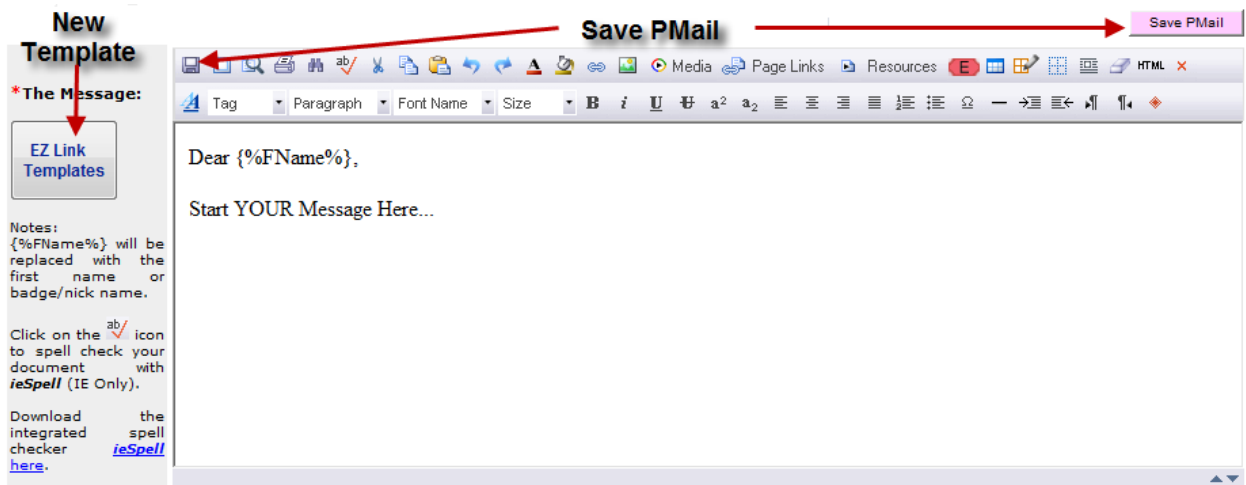 New
Template
Save PMail
Save PMail
Media Page Links Resources E HTML
*The Message:
Tag Paragraph Font Name Size B i U U a² a₂ Ω
EZ Link
Templates
Dear {%FName%},
Start YOUR Message Here...
Notes:
{%FName%} will be
replaced with the
first name or
badge/nick name.
Click on the ab icon
to spell check your
document with
ieSpell (IE Only).
Download the
integrated spell
checker ieSpell
here.